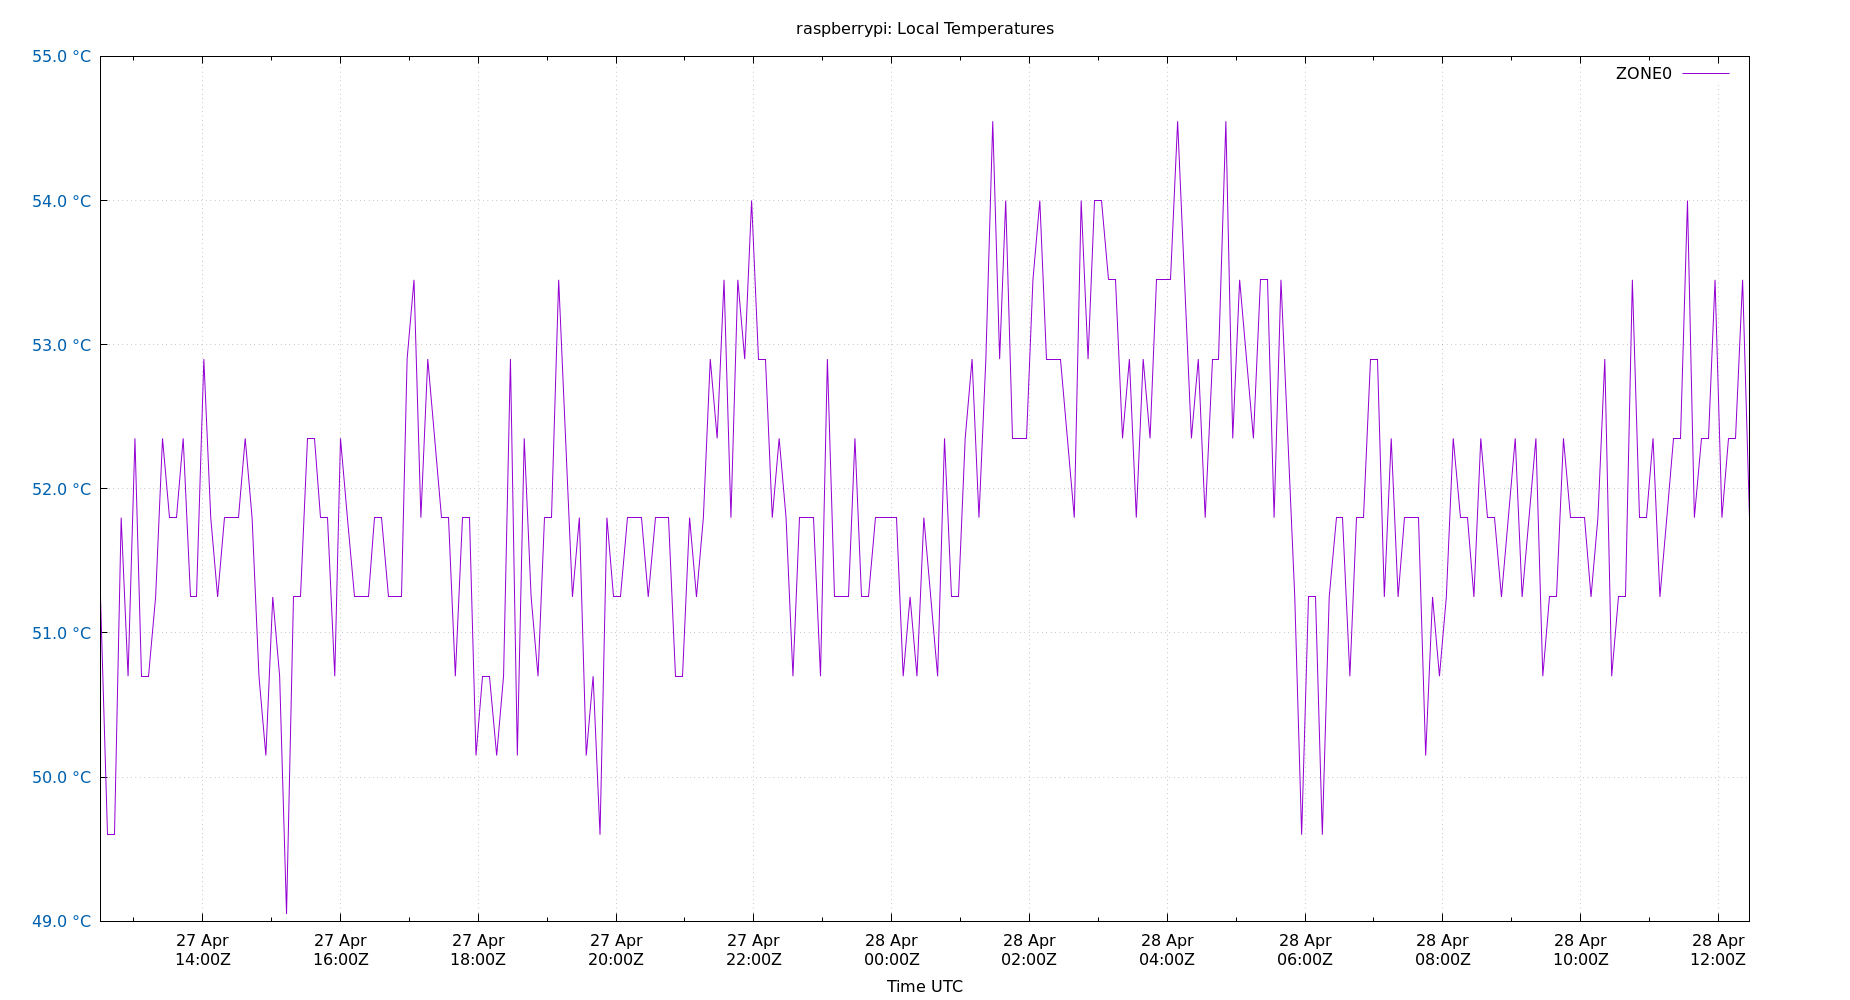 raspberrypi: Local Temperatures
55.0 °C
ZONE0
54.0 °C
53.0 °C
52.0 °C
51.0 °C
50.0 °C
49.0 °C
27 Apr 27 Apr 27 Apr 27 Apr 27 Apr 28 Apr 28 Apr 28 Apr 28 Apr 28 Apr 28 Apr 28 Apr
14:00Z 16:00Z 18:00Z 20:00Z 22:00Z 00:00Z 02:00Z 04:00Z 06:00Z 08:00Z 10:00Z 12:00Z
Time UTC